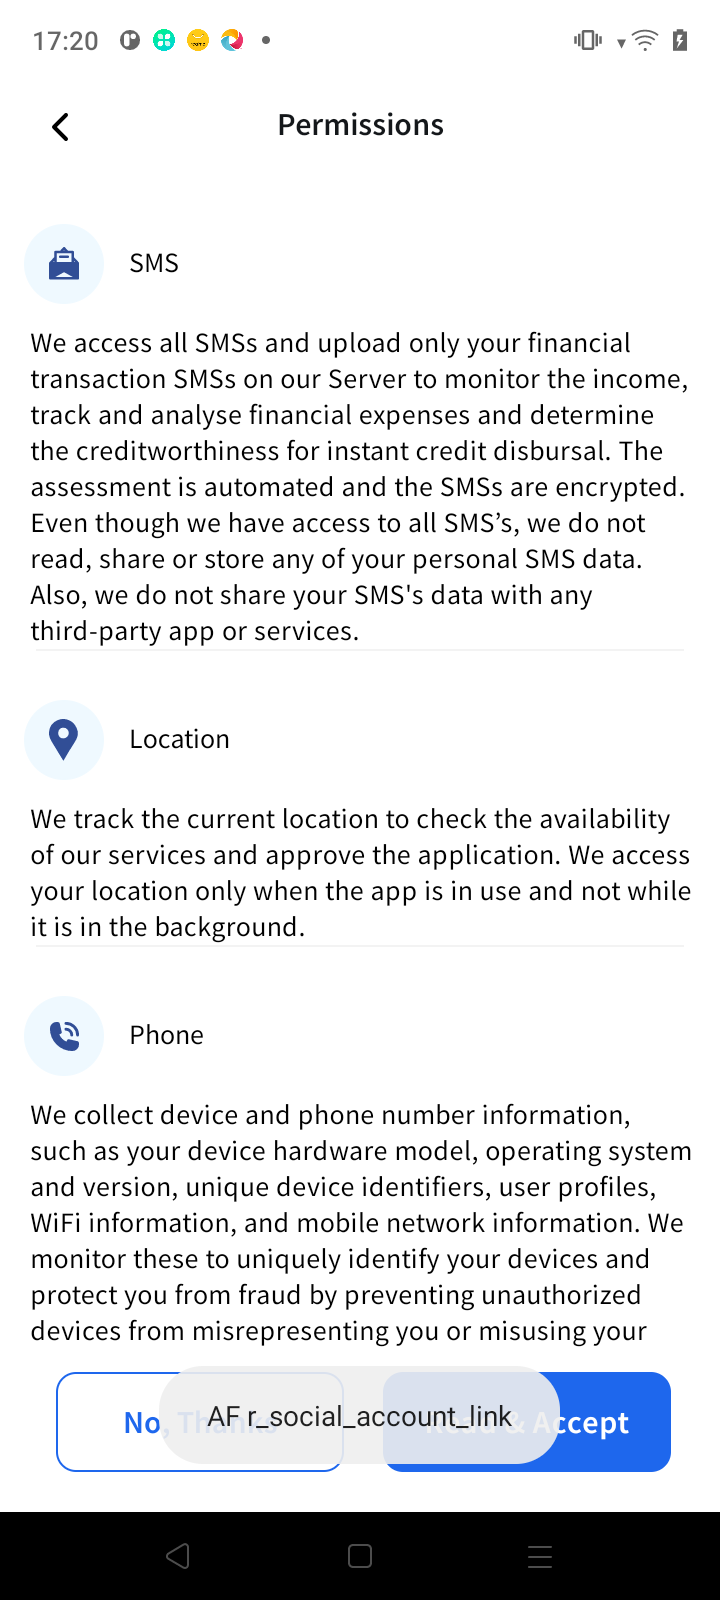 17:20
Permissions
SMS
We access all SMSs and upload only your financial
transaction SMSs on our Server to monitor the income,
track and analyse financial expenses and determine
the creditworthiness for instant credit disbursal. The
assessment is automated and the SMSs are encrypted.
Even though we have access to all SMS’s, we do not
read, share or store any of your personal SMS data.
Also, we do not share your SMS's data with any
third-party app or services.
Location
We track the current location to check the availability
of our services and approve the application. We access
your location only when the app is in use and not while
it is in the background.
Phone
We collect device and phone number information,
such as your device hardware model, operating system
and version, unique device identifiers, user profiles,
WiFi information, and mobile network information. We
monitor these to uniquely identify your devices and
protect you from fraud by preventing unauthorized
devices from misrepresenting you or misusing your
No, Thanks
Read & Accept
AF r_social_account_link